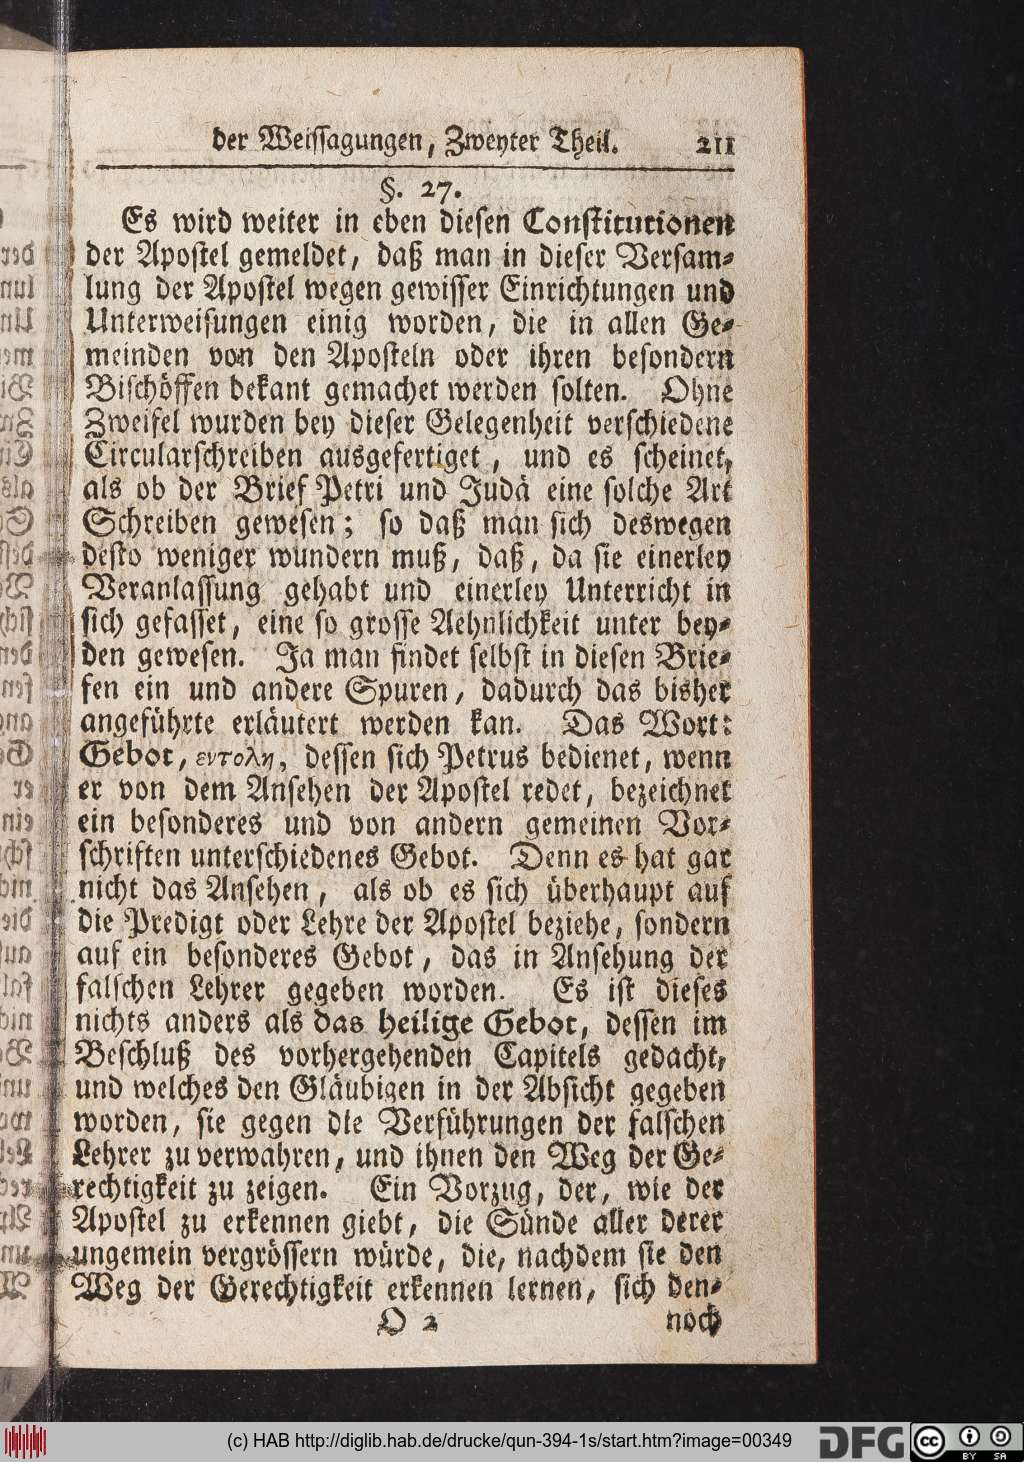 der Weissagungen, Zweyter Theil. 211
§. 27.
Es wird weiter in eben diesen Constitutionen
der Apostel gemeldet, daß man in dieser Versam-
lung der Apostel wegen gewisser Einrichtungen und
Unterweisungen einig worden, die in allen Ge-
meinden von den Aposteln oder ihren besondern
Bischöffen bekant gemachet werden solten. Ohne
Zweifel wurden bey dieser Gelegenheit verschiedene
Circularschreiben ausgefertiget, und es scheinet,
als ob der Brief Petri und Judä eine solche Art
Schreiben gewesen; so daß man sich deswegen
desto weniger wundern muß, daß, da sie einerley
Veranlassung gehabt und einerley Unterricht in
sich gefasset, eine so grosse Aehnlichkeit unter bey-
den gewesen. Ja man findet selbst in diesen Brie-
fen ein und andere Spuren, dadurch das bisher
angeführte erläutert werden kan. Das Wort:
Gebot, εντολη, dessen sich Petrus bedienet, wenn
er von dem Ansehen der Apostel redet, bezeichnet
ein besonderes und von andern gemeinen Vor-
schriften unterschiedenes Gebot. Denn es hat gar
nicht das Ansehen, als ob es sich überhaupt auf
die Predigt oder Lehre der Apostel beziehe, sondern
auf ein besonderes Gebot, das in Ansehung der
falschen Lehrer gegeben worden. Es ist dieses
nichts anders als das heilige Gebot, dessen im
Beschluß des vorhergehenden Capitels gedacht,
und welches den Gläubigen in der Absicht gegeben
worden, sie gegen die Verführungen der falschen
Lehrer zu verwahren, und ihnen den Weg der Ge-
rechtigkeit zu zeigen. Ein Vorzug, der, wie der
Apostel zu erkennen giebt, die Sünde aller derer
ungemein vergrössern würde, die, nachdem sie den
Weg der Gerechtigkeit erkennen lernen, sich den-
O 2 noch
(c) HAB http://diglib.hab.de/drucke/qun-394-1s/start.htm?image=00349
DFG
cc BY SA